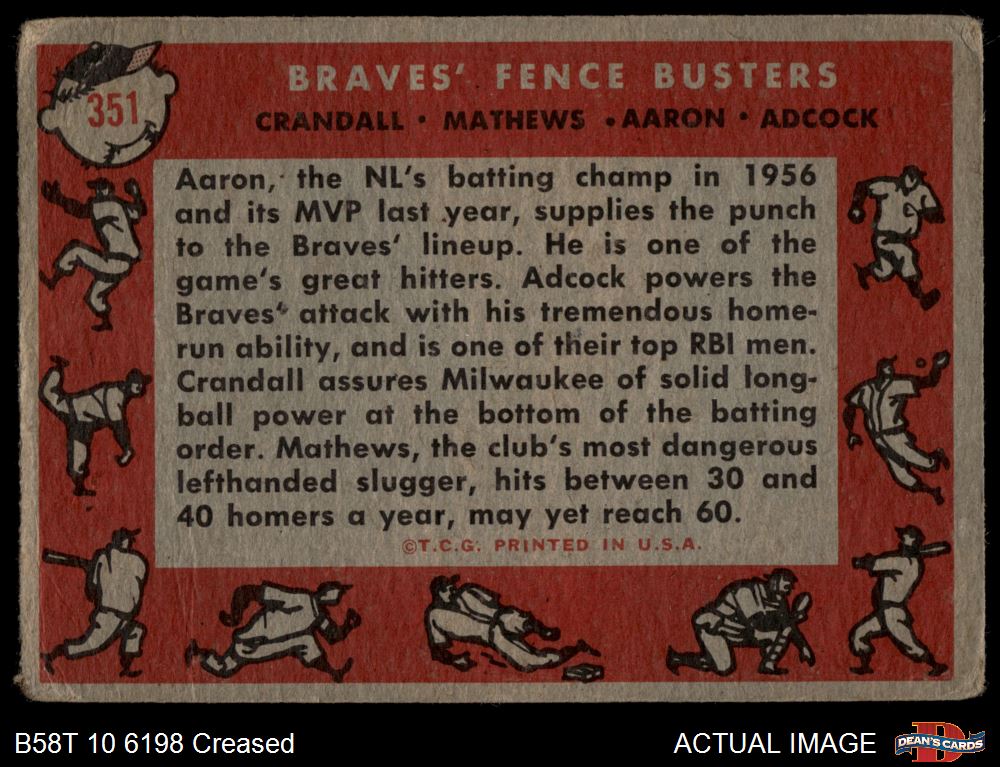 351
BRAVES' FENCE BUSTERS
CRANDALL • MATHEWS • AARON • ADCOCK
Aaron, the NL's batting champ in 1956
and its MVP last year, supplies the punch
to the Braves' lineup. He is one of the
game's great hitters. Adcock powers the
Braves' attack with his tremendous home-
run ability, and is one of their top RBI men.
Crandall assures Milwaukee of solid long-
ball power at the bottom of the batting
order. Mathews, the club's most dangerous
lefthanded slugger, hits between 30 and
40 homers a year, may yet reach 60.
©T.C.G. PRINTED IN U.S.A.
B58T 10 6198 Creased
ACTUAL IMAGE
D
DEAN'S CARDS